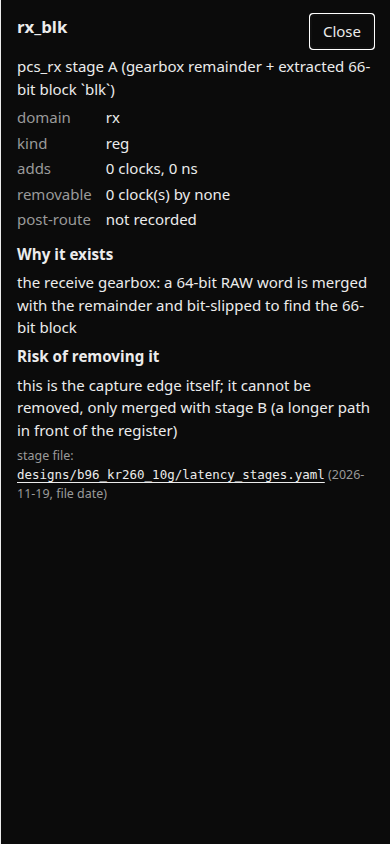 rx_blk
Close
pcs_rx stage A (gearbox remainder + extracted 66-
bit block `blk`)
domain rx
kind reg
adds 0 clocks, 0 ns
removable 0 clock(s) by none
post-route not recorded
Why it exists
the receive gearbox: a 64-bit RAW word is merged
with the remainder and bit-slipped to find the 66-
bit block
Risk of removing it
this is the capture edge itself; it cannot be
removed, only merged with stage B (a longer path
in front of the register)
stage file:
designs/b96_kr260_10g/latency_stages.yaml (2026-
11-19, file date)